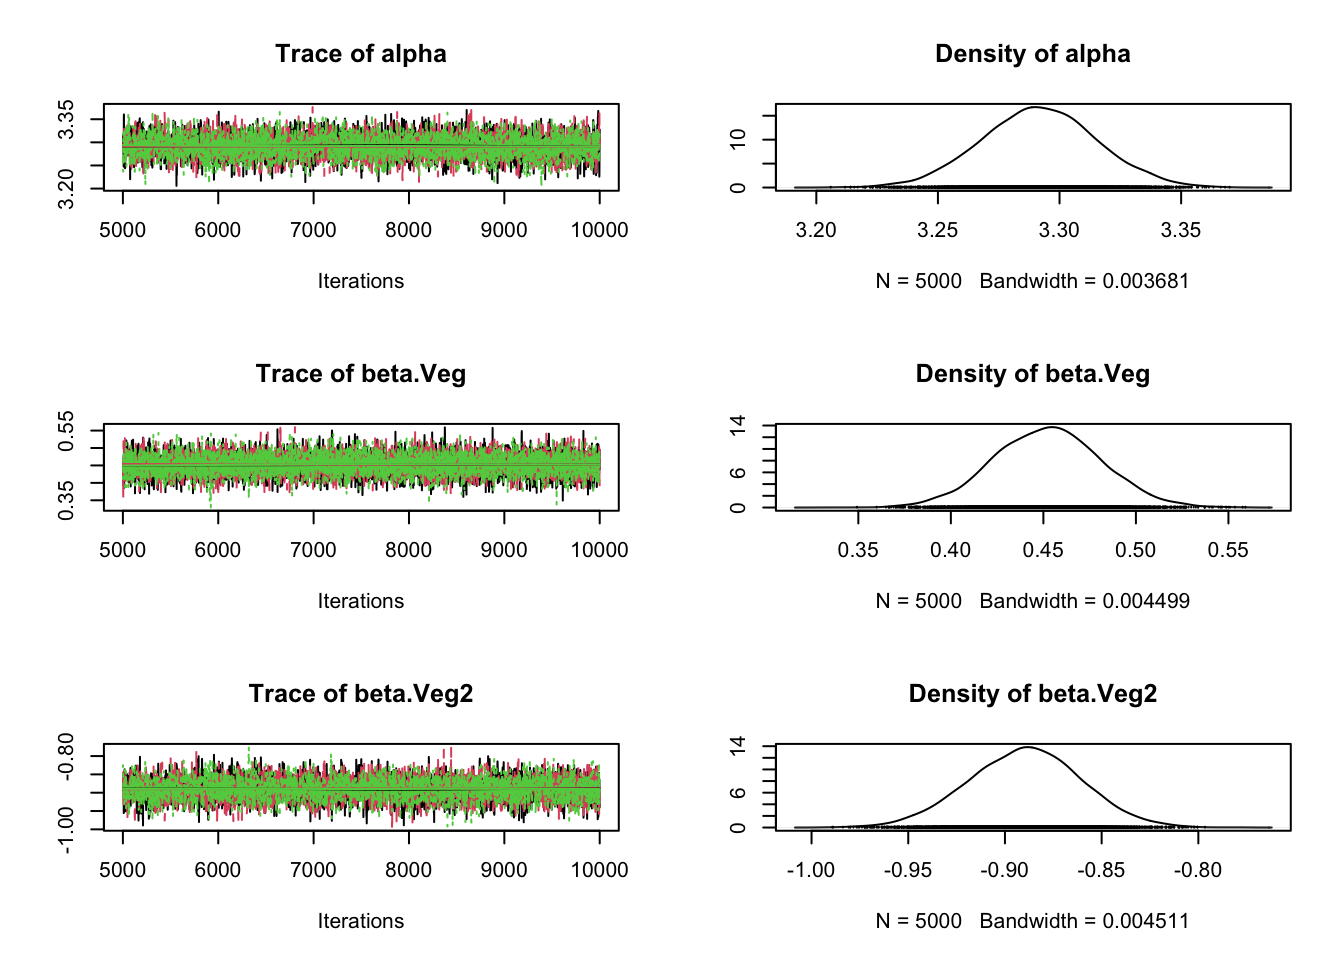 Trace of alpha
3.35
3.20
5000 6000 7000 8000 9000 10000
Iterations
Density of alpha
10
0
3.20 3.25 3.30 3.35
N = 5000 Bandwidth = 0.003681
Trace of beta.Veg
0.55
0.35
5000 6000 7000 8000 9000 10000
Iterations
Density of beta.Veg
14
6
0
0.35 0.40 0.45 0.50 0.55
N = 5000 Bandwidth = 0.004499
Trace of beta.Veg2
-0.80
-1.00
5000 6000 7000 8000 9000 10000
Iterations
Density of beta.Veg2
14
6
0
-1.00 -0.95 -0.90 -0.85 -0.80
N = 5000 Bandwidth = 0.004511